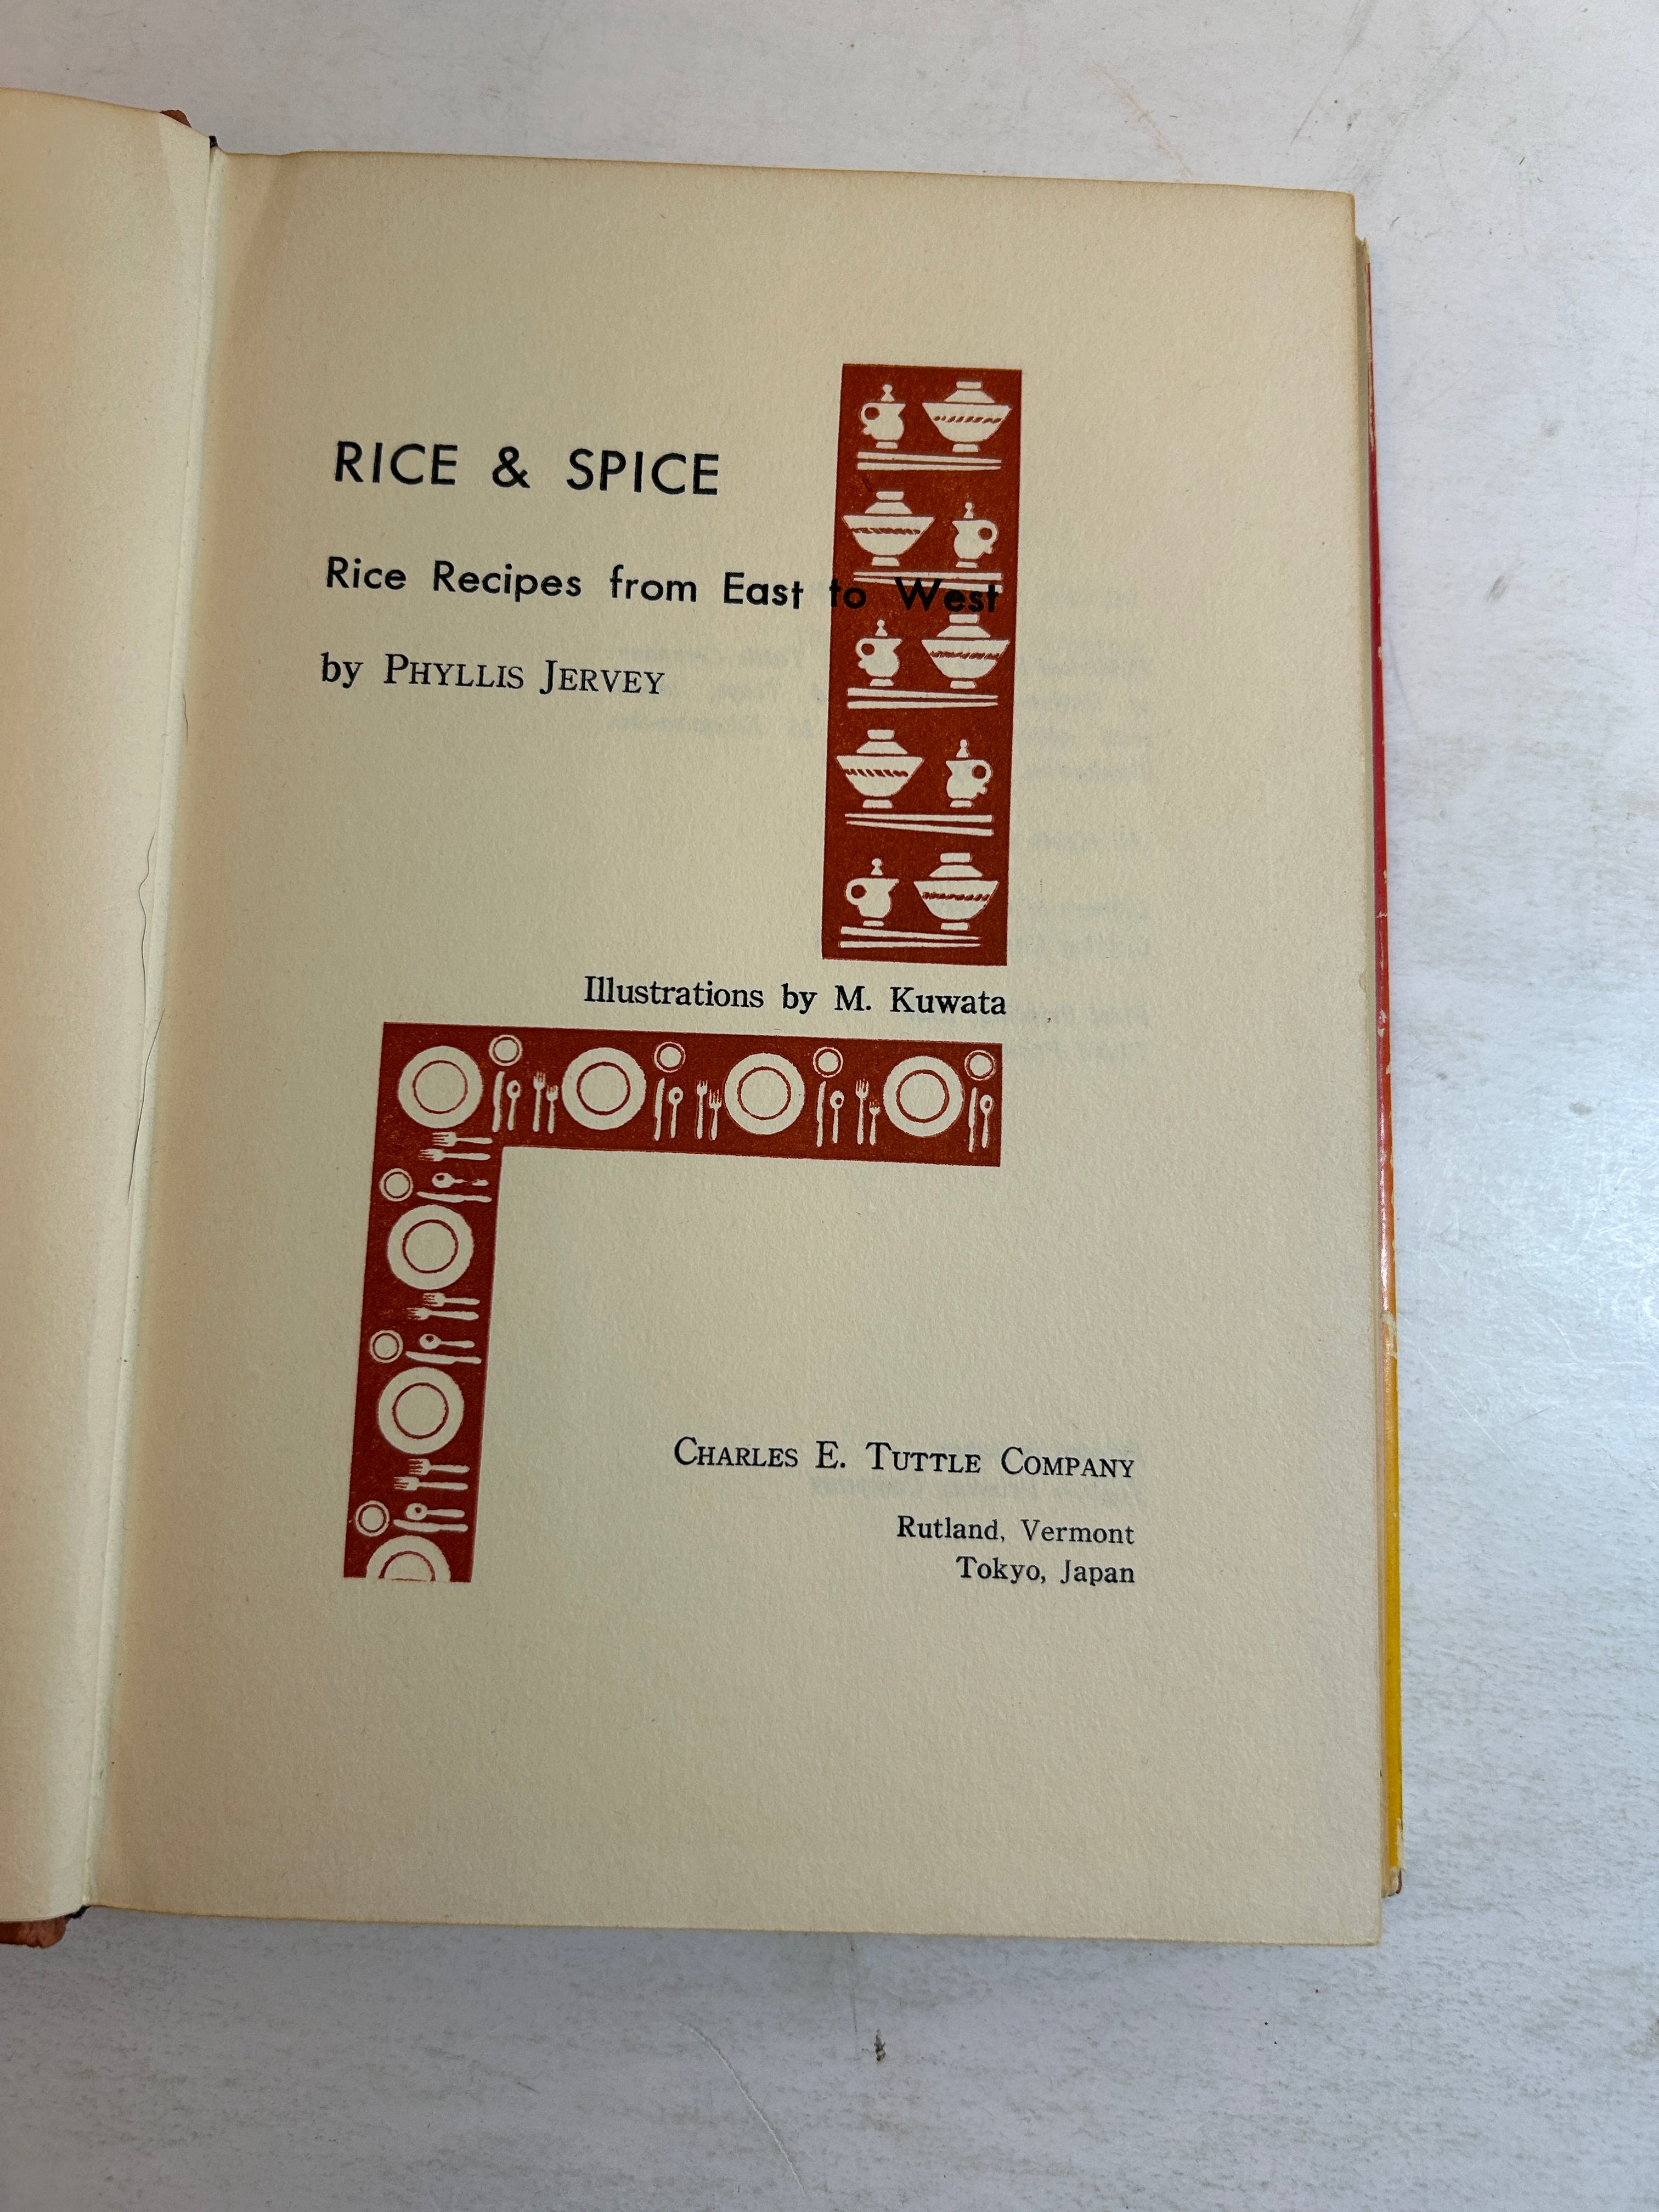 RICE & SPICE
Rice Recipes from East to West
by PHYLLIS JERVEY
Illustrations by M. Kuwata
CHARLES E. TUTTLE COMPANY
Rutland, Vermont
Tokyo, Japan